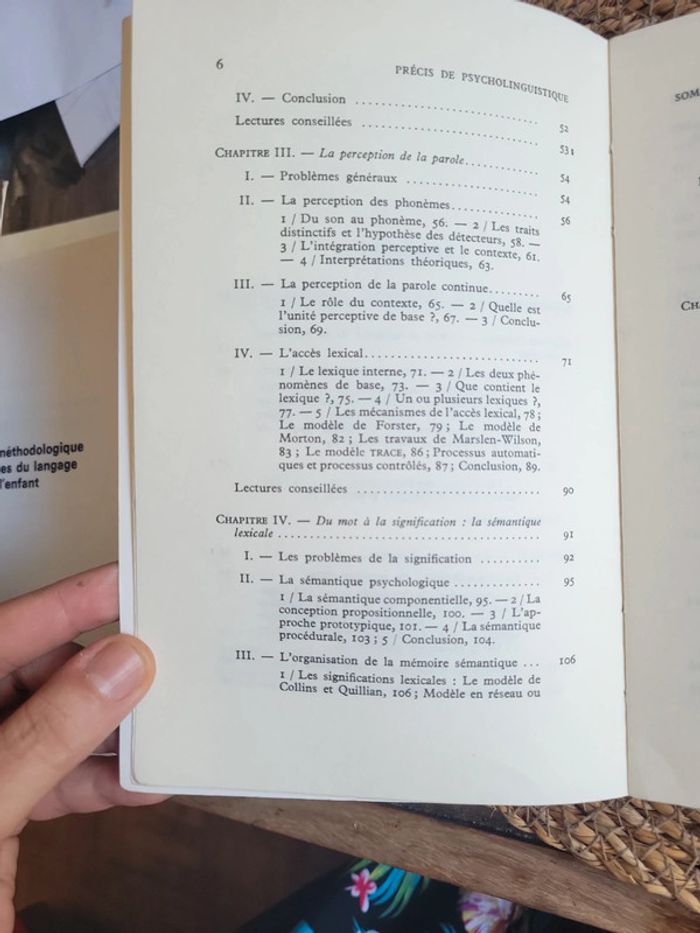 6
PRÉCIS DE PSYCHOLINGUISTIQUE
IV. — Conclusion .......................... 52
Lectures conseillées ........................ 53
CHAPITRE III. — La perception de la parole............ 54
I. — Problèmes généraux .................... 54
II. — La perception des phonèmes.............. 56
1 / Du son au phonème, 56. — 2 / Les traits
distinctifs et l'hypothèse des détecteurs, 58. —
3 / L'intégration perceptive et le contexte, 61.
— 4 / Interprétations théoriques, 63.
III. — La perception de la parole continue......... 65
1 / Le rôle du contexte, 65. — 2 / Quelle est
l'unité perceptive de base ?, 67. — 3 / Conclu-
sion, 69.
IV. — L'accès lexical.......................... 71
1 / Le lexique interne, 71. — 2 / Les deux phé-
nomènes de base, 73. — 3 / Que contient le
lexique ?, 75. — 4 / Un ou plusieurs lexiques ?,
77. — 5 / Les mécanismes de l'accès lexical, 78 ;
Le modèle de Forster, 79 ; Le modèle de
Morton, 82 ; Les travaux de Marslen-Wilson,
83 ; Le modèle TRACE, 86 ; Processus automati-
ques et processus contrôlés, 87 ; Conclusion, 89.
Lectures conseillées ............................ 90
CHAPITRE IV. — Du mot à la signification : la sémantique
lexicale ........................................ 91
I. — Les problèmes de la signification .......... 92
II. — La sémantique psychologique .............. 95
1 / La sémantique componentielle, 95. — 2 / La
conception propositionnelle, 100. — 3 / L'ap-
proche prototypique, 101. — 4 / La sémantique
procédurale, 103 ; 5 / Conclusion, 104.
III. — L'organisation de la mémoire sémantique ... 106
1 / Les significations lexicales : Le modèle de
Collins et Quillian, 106 ; Modèle en réseau ou
méthodologique
es du langage
l'enfant
SOM
CH